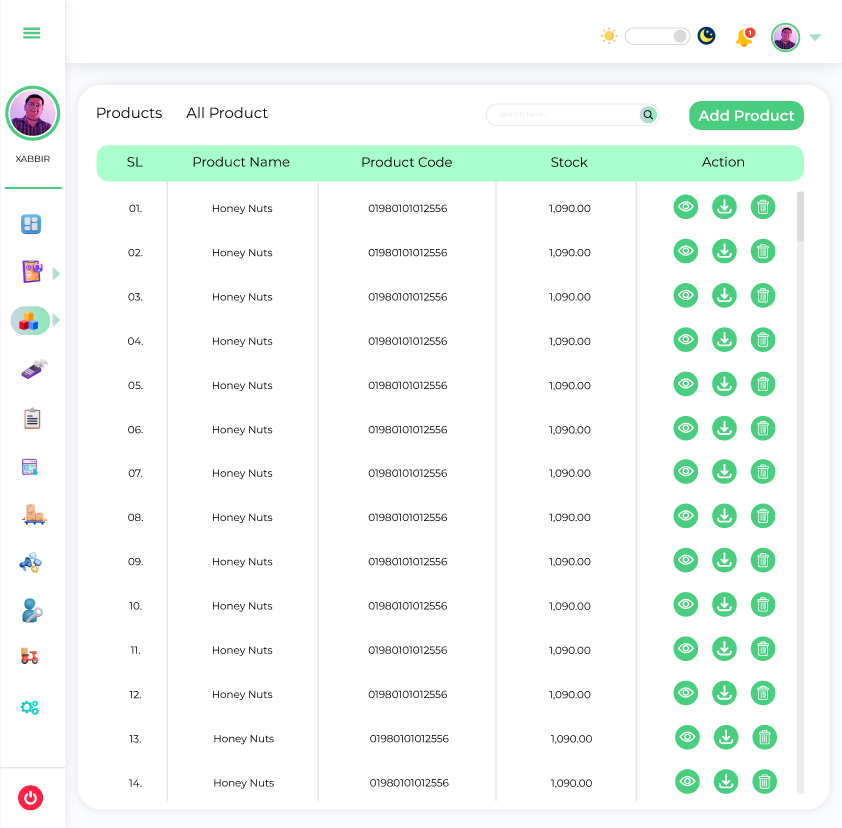 1
XABBIR
Products All Product
search here...
Add Product
SL Product Name Product Code Stock Action
01. Honey Nuts 01980101012556 1,090.00
02. Honey Nuts 01980101012556 1,090.00
03. Honey Nuts 01980101012556 1,090.00
04. Honey Nuts 01980101012556 1,090.00
05. Honey Nuts 01980101012556 1,090.00
06. Honey Nuts 01980101012556 1,090.00
07. Honey Nuts 01980101012556 1,090.00
08. Honey Nuts 01980101012556 1,090.00
09. Honey Nuts 01980101012556 1,090.00
10. Honey Nuts 01980101012556 1,090.00
11. Honey Nuts 01980101012556 1,090.00
12. Honey Nuts 01980101012556 1,090.00
13. Honey Nuts 01980101012556 1,090.00
14. Honey Nuts 01980101012556 1,090.00